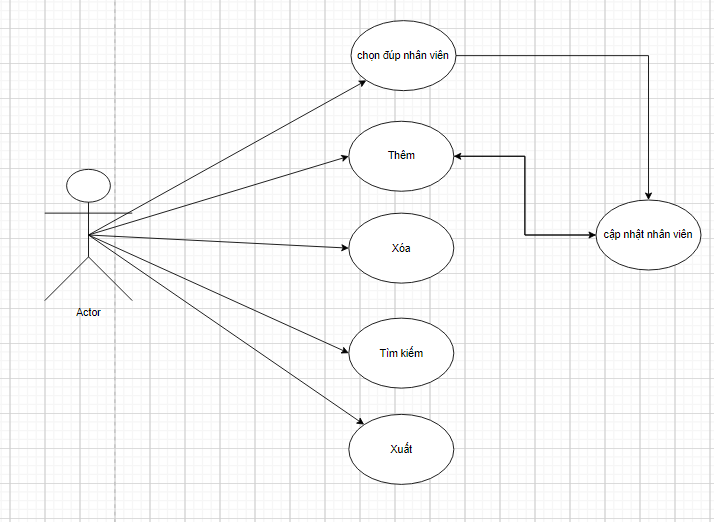 chọn đúp nhân viên
Thêm
cập nhật nhân viên
Xóa
Actor
Tìm kiếm
Xuất